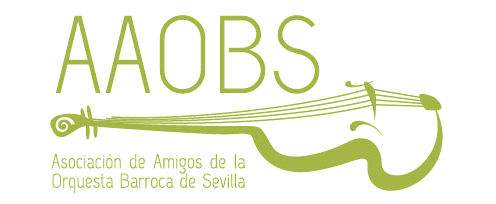 AAOBS
Asociación de Amigos de la
Orquesta Barroca de Sevilla